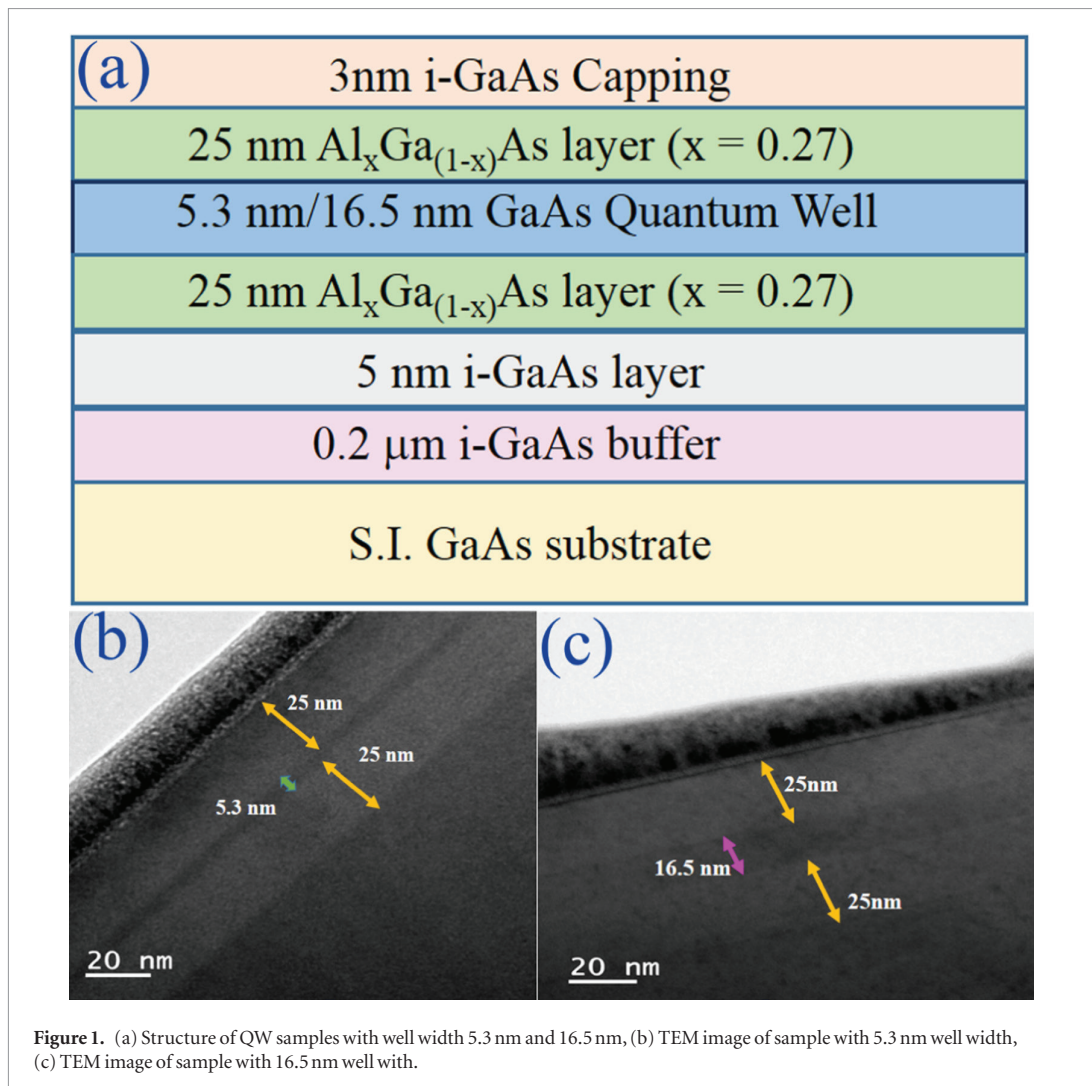 (a)
3nm i-GaAs Capping
25 nm AlxGa(1-x)As layer (x = 0.27)
5.3 nm/16.5 nm GaAs Quantum Well
25 nm AlxGa(1-x)As layer (x = 0.27)
5 nm i-GaAs layer
0.2 μm i-GaAs buffer
S.I. GaAs substrate
(b)
25 nm
25 nm
5.3 nm
20 nm
(c)
25nm
16.5 nm
25nm
20 nm
Figure 1. (a) Structure of QW samples with well width 5.3 nm and 16.5 nm, (b) TEM image of sample with 5.3 nm well width,
(c) TEM image of sample with 16.5 nm well with.